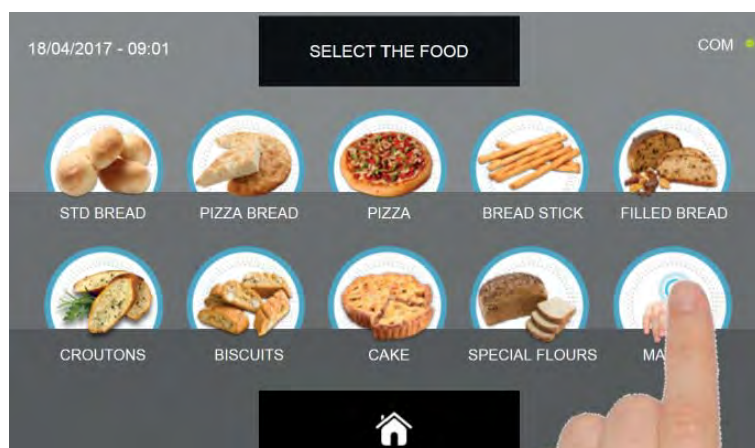 18/04/2017 - 09:01
SELECT THE FOOD
COM
STD BREAD
PIZZA BREAD
PIZZA
BREAD STICK
FILLED BREAD
CROUTONS
BISCUITS
CAKE
SPECIAL FLOURS